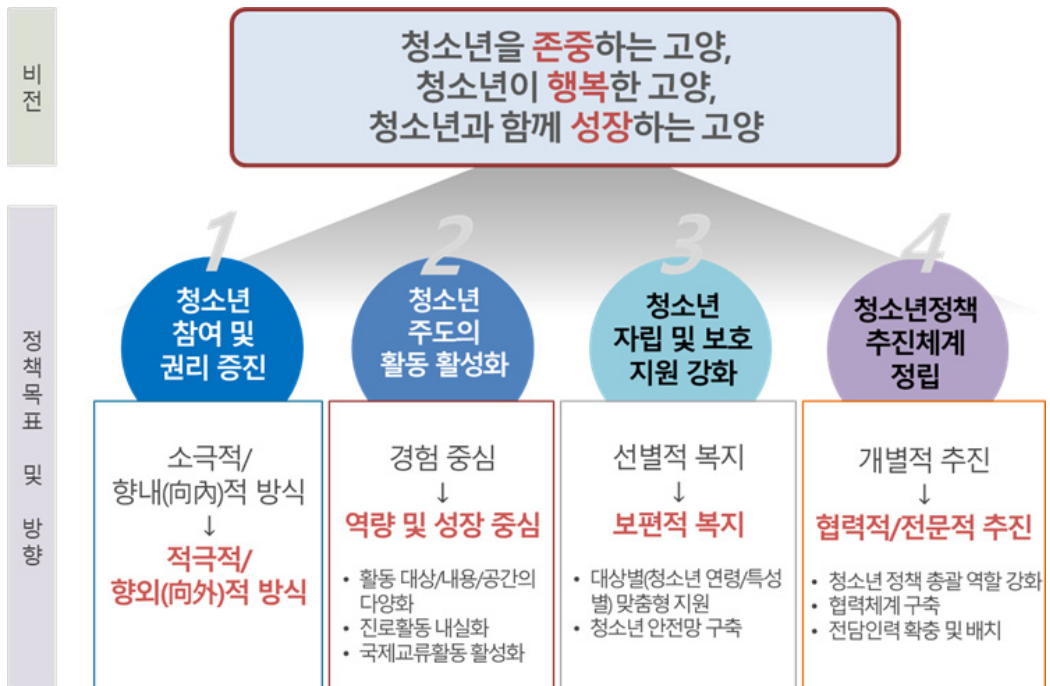 비전
청소년을 존중하는 고양,
청소년이 행복한 고양,
청소년과 함께 성장하는 고양
정책목표 및 방향
1
청소년
참여 및
권리 증진
소극적/
향내(向內)적 방식
↓
적극적/
향외(向外)적 방식
2
청소년
주도의
활동 활성화
경험 중심
↓
역량 및 성장 중심
• 활동 대상/내용/공간의
다양화
• 진로활동 내실화
• 국제교류활동 활성화
3
청소년
자립 및 보호
지원 강화
선별적 복지
↓
보편적 복지
• 대상별(청소년 연령/특성
별) 맞춤형 지원
• 청소년 안전망 구축
4
청소년정책
추진체계
정립
개별적 추진
↓
협력적/전문적 추진
• 청소년 정책 총괄 역할 강화
• 협력체계 구축
• 전담인력 확충 및 배치